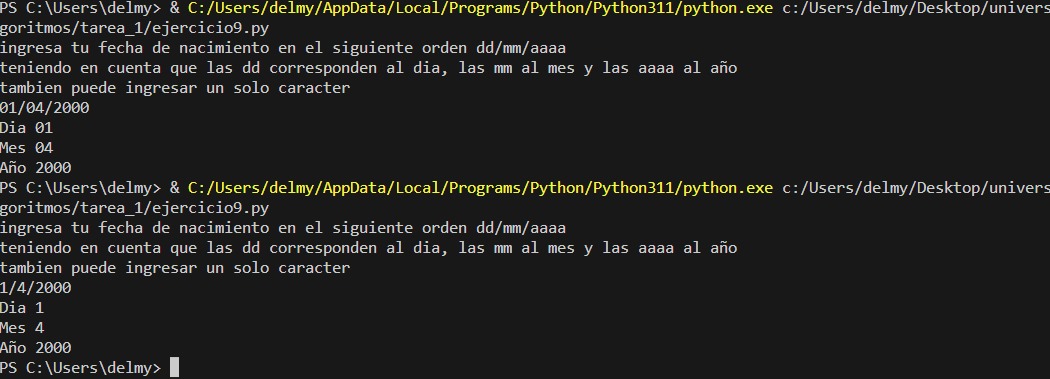 PS C:\Users\delmy> & C:/Users/delmy/AppData/Local/Programs/Python/Python311/python.exe c:/Users/delmy/Desktop/univers
goritmos/tarea_1/ejercicio9.py
ingresa tu fecha de nacimiento en el siguiente orden dd/mm/aaaa
teniendo en cuenta que las dd corresponden al dia, las mm al mes y las aaaa al año
tambien puede ingresar un solo caracter
01/04/2000
Dia 01
Mes 04
Año 2000
PS C:\Users\delmy> & C:/Users/delmy/AppData/Local/Programs/Python/Python311/python.exe c:/Users/delmy/Desktop/univers
goritmos/tarea_1/ejercicio9.py
ingresa tu fecha de nacimiento en el siguiente orden dd/mm/aaaa
teniendo en cuenta que las dd corresponden al dia, las mm al mes y las aaaa al año
tambien puede ingresar un solo caracter
1/4/2000
Dia 1
Mes 4
Año 2000
PS C:\Users\delmy>